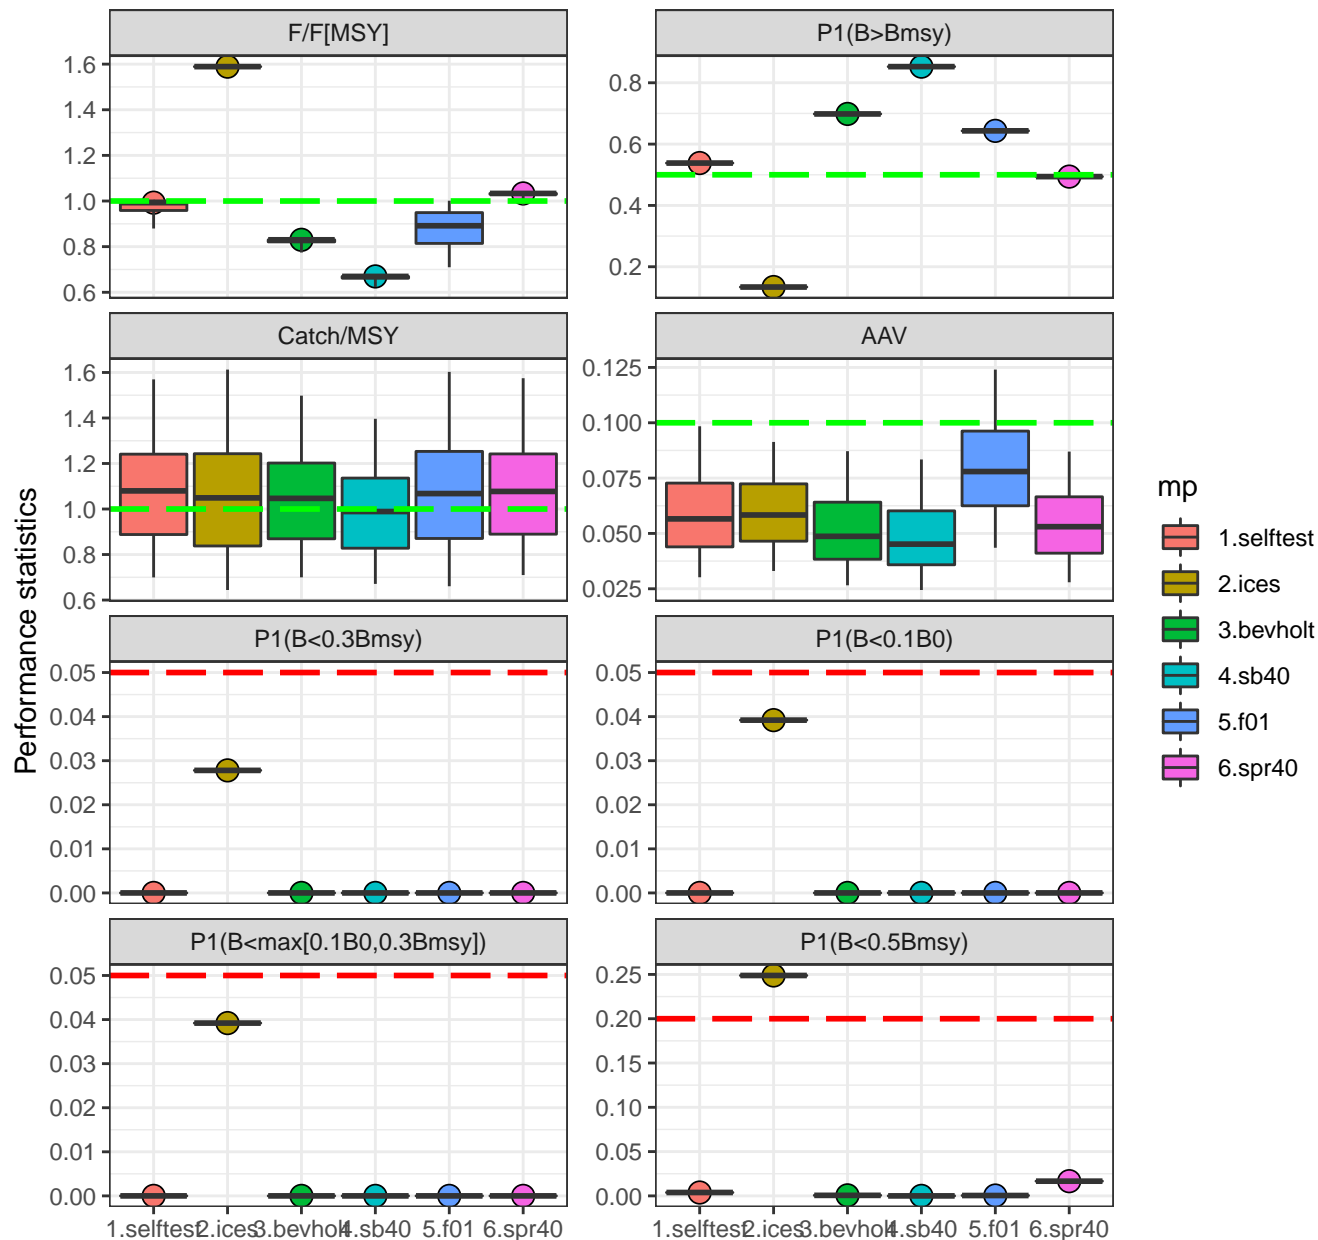 F/F[MSY]
P1(B>Bmsy)
1.6
1.4
1.2
1.0
0.8
0.6
0.8
0.6
0.4
0.2
Catch/MSY
AAV
1.6
1.4
1.2
1.0
0.8
0.6
0.125
0.100
0.075
0.050
0.025
P1(B<0.3Bmsy)
P1(B<0.1B0)
0.05
0.04
0.03
0.02
0.01
0.00
0.05
0.04
0.03
0.02
0.01
0.00
P1(B<max[0.1B0,0.3Bmsy])
P1(B<0.5Bmsy)
0.05
0.04
0.03
0.02
0.01
0.00
0.25
0.20
0.15
0.10
0.05
0.00
1.selftest 2.ices 3.bevholt 4.sb40 5.f01 6.spr40
1.selftest 2.ices 3.bevholt 4.sb40 5.f01 6.spr40
Performance statistics
mp
1.selftest
2.ices
3.bevholt
4.sb40
5.f01
6.spr40